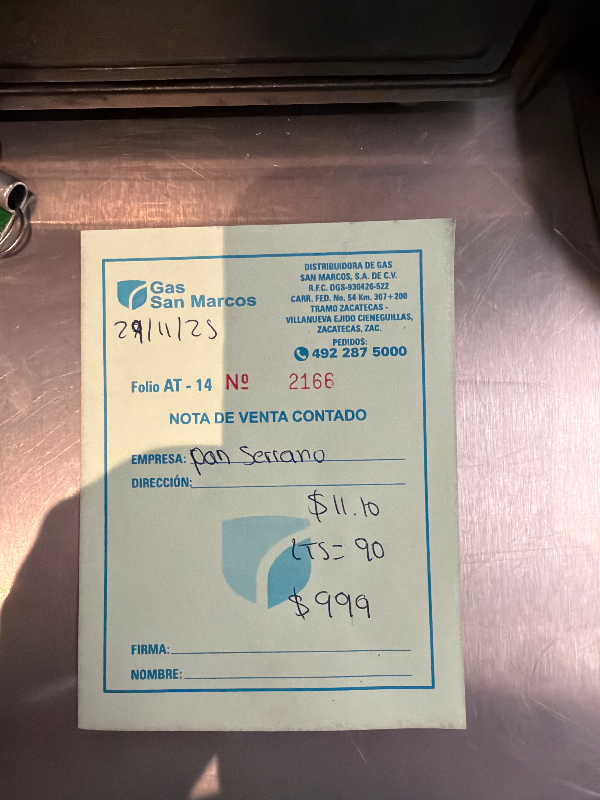 Gas
San Marcos
DISTRIBUIDORA DE GAS
SAN MARCOS, S.A. DE C.V.
R.F.C. DGS-930426-522
CARR. FED. No. 54 Km. 307+200
TRAMO ZACATECAS -
VILLANUEVA EJIDO CIENEGUILLAS,
ZACATECAS, ZAC.
PEDIDOS:
492 287 5000
29/11/25
Folio AT - 14 Nº 2166
NOTA DE VENTA CONTADO
EMPRESA: Pan Serrano
DIRECCIÓN:
$11.10
LTS= 90
$999
FIRMA:
NOMBRE: